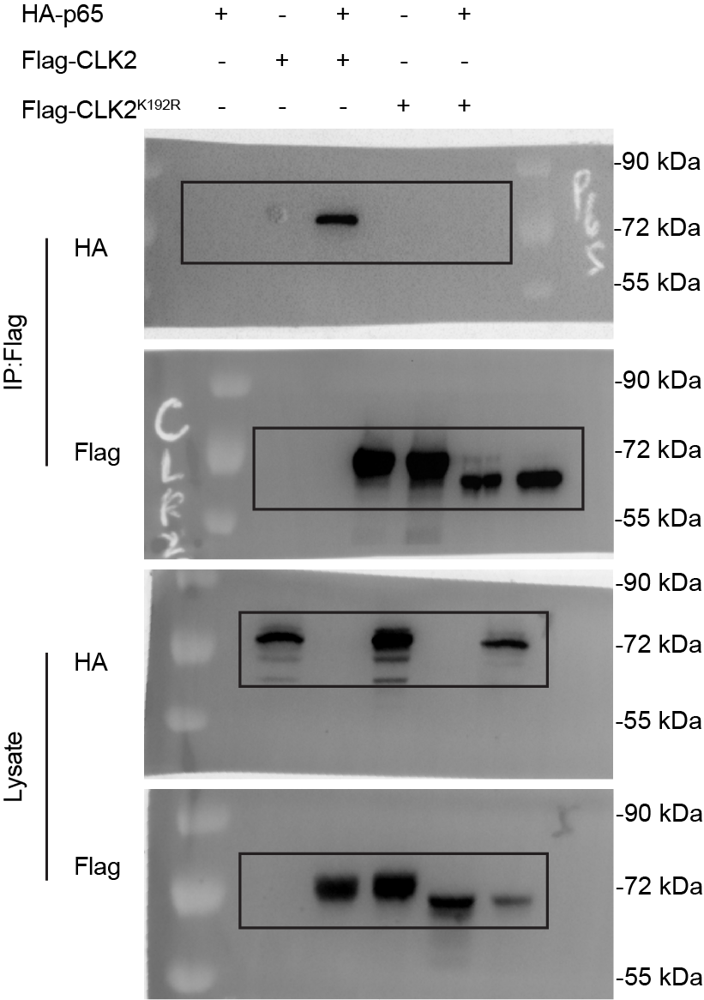 HA-p65 + - + - +
Flag-CLK2 - + + - -
Flag-CLK2K192R - - - + +
IP:Flag
HA
-90 kDa
-72 kDa
-55 kDa
Flag
CLK2
-90 kDa
-72 kDa
-55 kDa
Lysate
HA
-90 kDa
-72 kDa
-55 kDa
Flag
-90 kDa
-72 kDa
-55 kDa